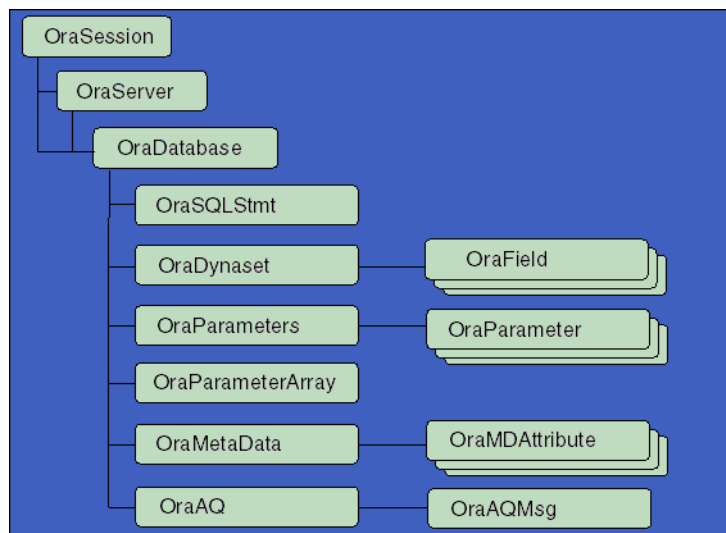 OraSession
OraServer
OraDatabase
OraSQLStmt
OraDynaset
OraField
OraParameters
OraParameter
OraParameterArray
OraMetaData
OraMDAttribute
OraAQ
OraAQMsg